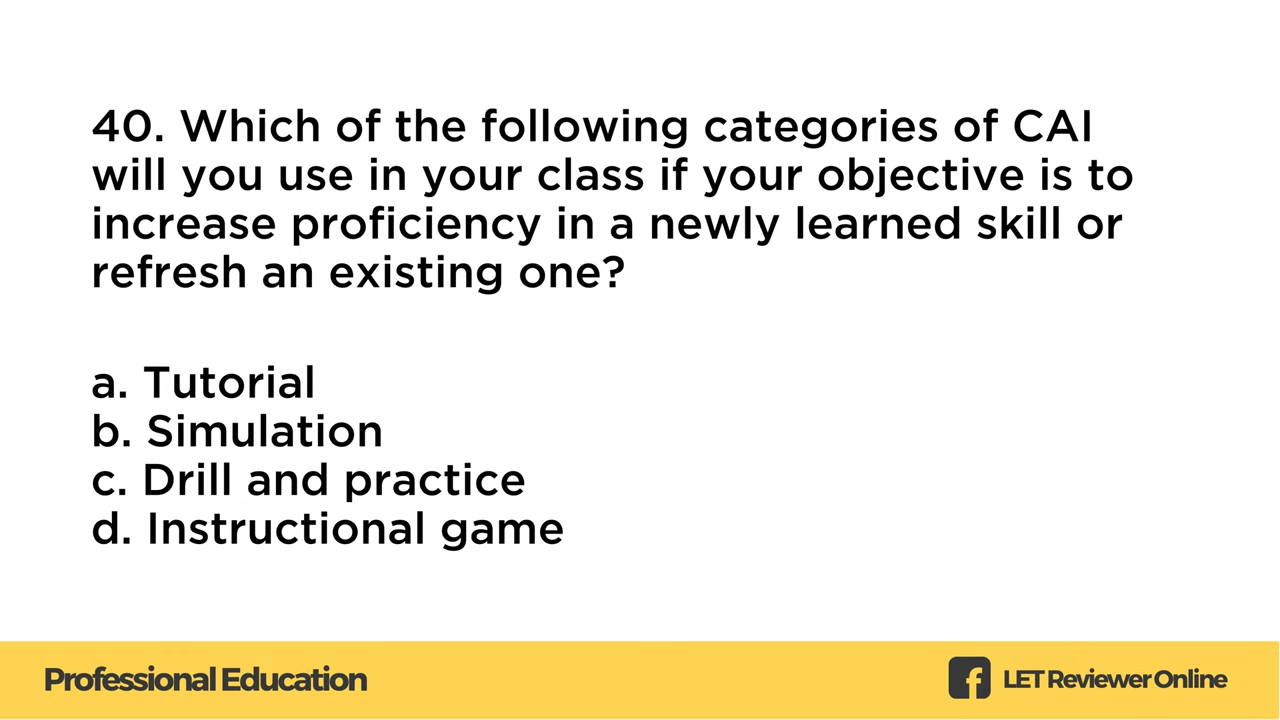 40. Which of the following categories of CAI
will you use in your class if your objective is to
increase proficiency in a newly learned skill or
refresh an existing one?
a. Tutorial
b. Simulation
c. Drill and practice
d. Instructional game
Professional Education
LET Reviewer Online